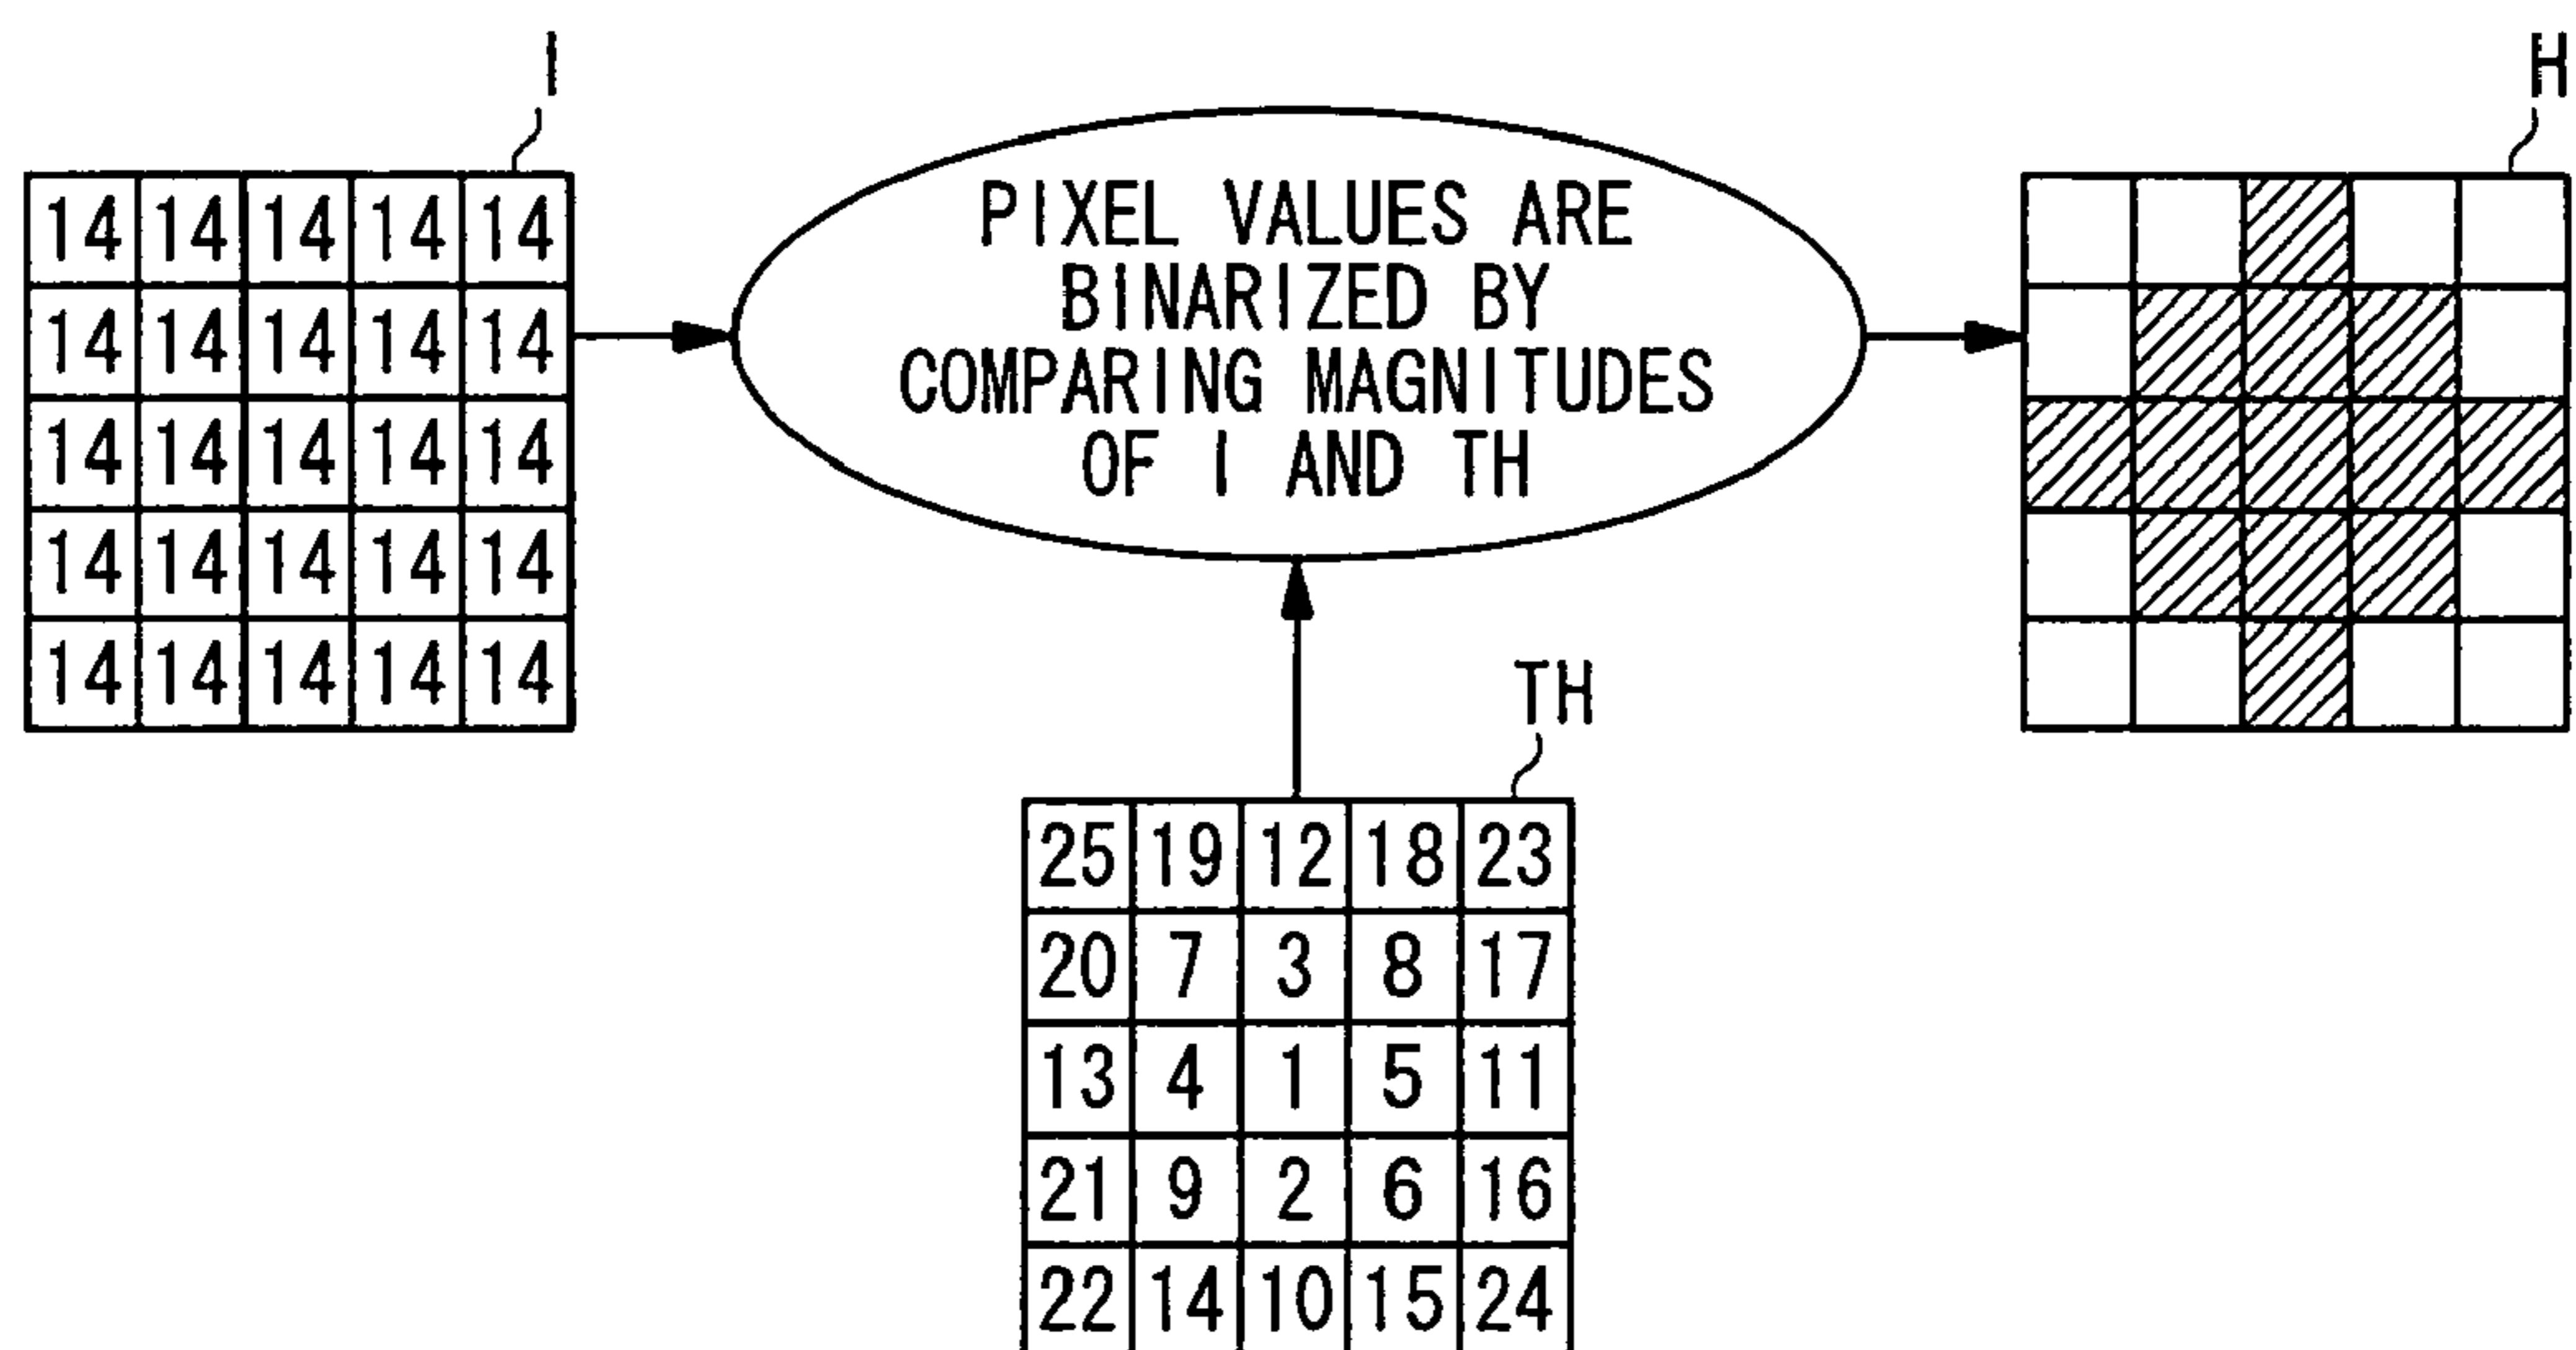 I
H
14 14 14 14 14
14 14 14 14 14
14 14 14 14 14
14 14 14 14 14
14 14 14 14 14
PIXEL VALUES ARE
BINARIZED BY
COMPARING MAGNITUDES
OF I AND TH
TH
25 19 12 18 23
20 7 3 8 17
13 4 1 5 11
21 9 2 6 16
22 14 10 15 24